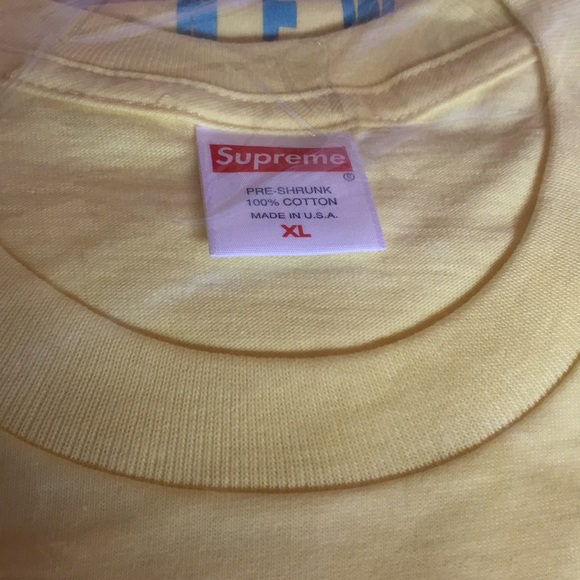 Supreme
®
PRE-SHRUNK
100% COTTON
MADE IN U.S.A.
XL